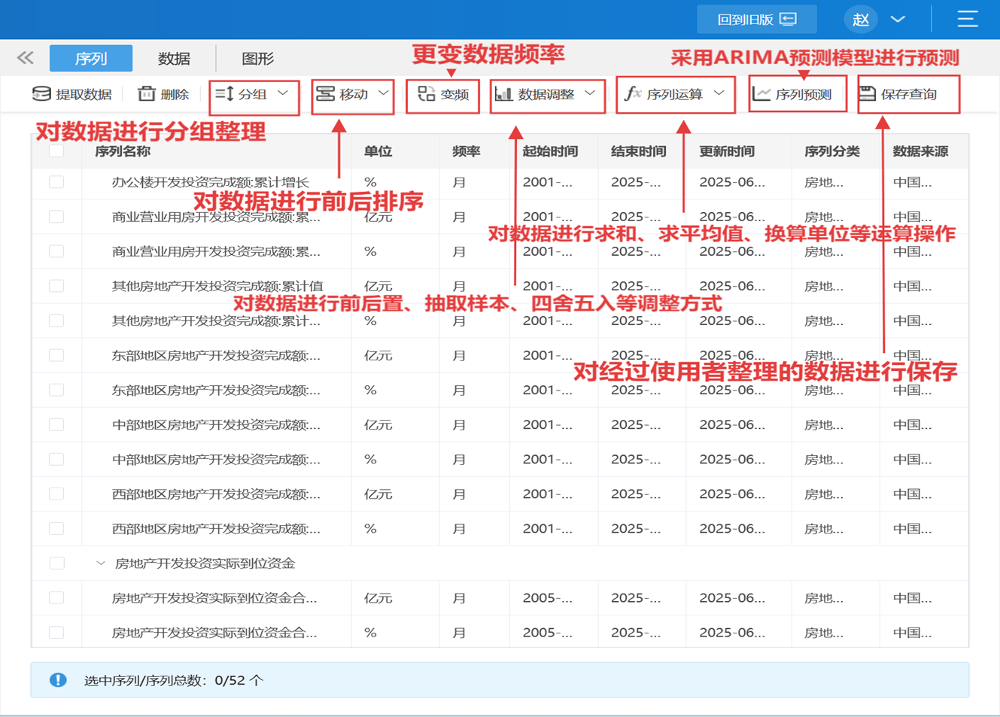 回到旧版
赵
序列
数据
图形
更变数据频率
采用ARIMA预测模型进行预测
提取数据
删除
分组
移动
变频
数据调整
序列运算
序列预测
保存查询
对数据进行分组整理
序列名称 单位 频率 起始时间 结束时间 更新时间 序列分类 数据来源
办公楼开发投资完成额:累计增长 % 月 2001-... 2025-... 2025-06... 房地... 中国...
对数据进行前后排序
商业营业用房开发投资完成额:累... 亿元 月 2001-... 2025-... 2025-06... 房地... 中国...
对数据进行求和、求平均值、换算单位等运算操作
商业营业用房开发投资完成额:累... % 月 2001-... 2025-... 2025-06... 房地... 中国...
其他房地产开发投资完成额:累计值 亿元 月 2001-... 2025-... 2025-06... 房地... 中国...
对数据进行前后置、抽取样本、四舍五入等调整方式
其他房地产开发投资完成额:累计... % 月 2001-... 2025-... 2025-06... 房地... 中国...
东部地区房地产开发投资完成额:... 亿元 月 2001-... 2025-... 2025-06... 房地... 中国...
对经过使用者整理的数据进行保存
东部地区房地产开发投资完成额:... % 月 2001-... 2025-... 2025-06... 房地... 中国...
中部地区房地产开发投资完成额:... 亿元 月 2001-... 2025-... 2025-06... 房地... 中国...
中部地区房地产开发投资完成额:... % 月 2001-... 2025-... 2025-06... 房地... 中国...
西部地区房地产开发投资完成额:... 亿元 月 2001-... 2025-... 2025-06... 房地... 中国...
西部地区房地产开发投资完成额:... % 月 2001-... 2025-... 2025-06... 房地... 中国...
房地产开发投资实际到位资金
房地产开发投资实际到位资金合... 亿元 月 2005-... 2025-... 2025-06... 房地... 中国...
房地产开发投资实际到位资金合... % 月 2005-... 2025-... 2025-06... 房地... 中国...
选中序列/序列总数：0/52 个